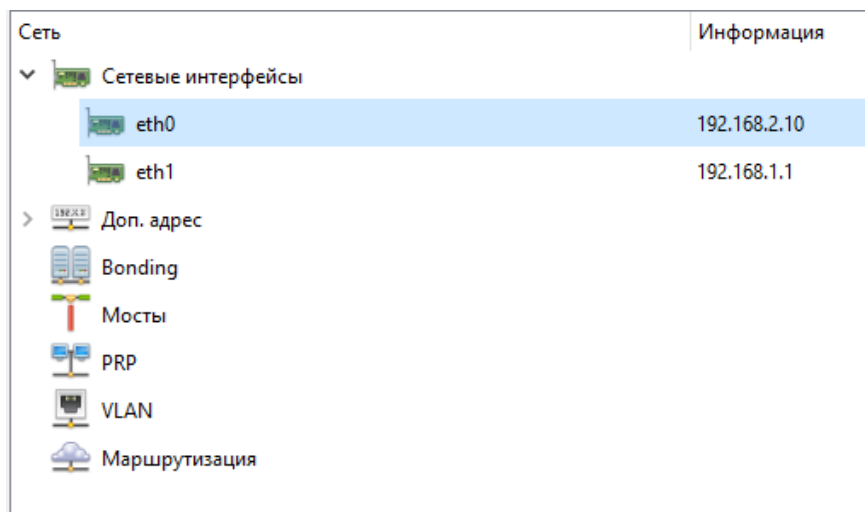 Сеть Информация
Сетевые интерфейсы
eth0 192.168.2.10
eth1 192.168.1.1
Доп. адрес
Bonding
Мосты
PRP
VLAN
Маршрутизация